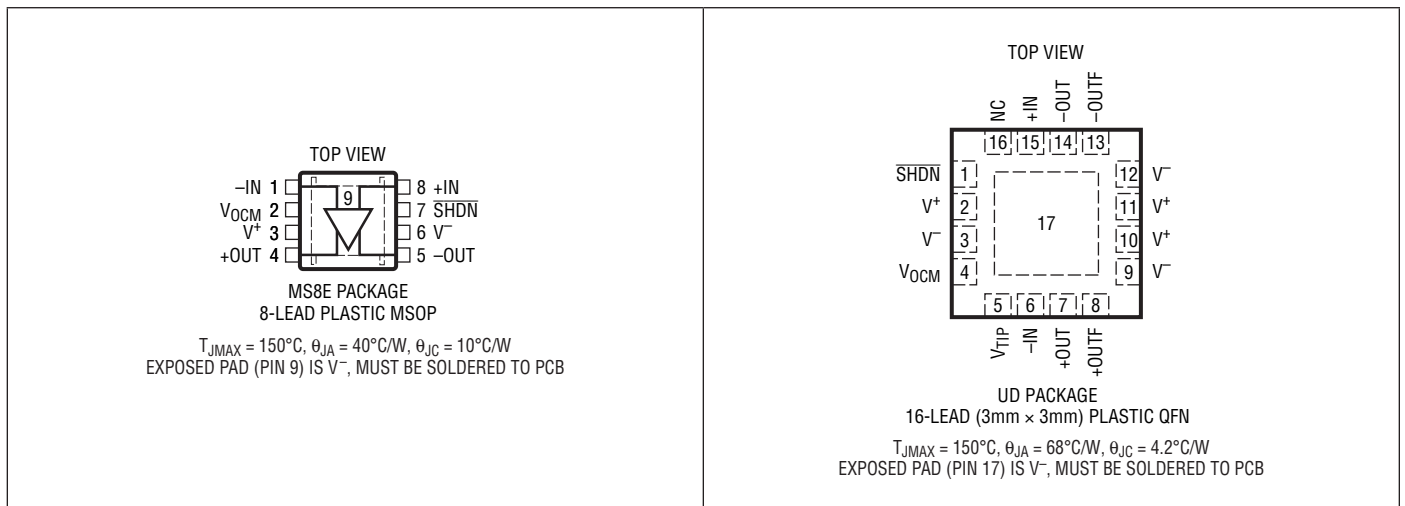 TOP VIEW
–IN 1
VOCM 2
V+ 3
+OUT 4
9
8 +IN
7 SHDN
6 V–
5 –OUT
MS8E PACKAGE
8-LEAD PLASTIC MSOP
TJMAX = 150°C, θJA = 40°C/W, θJC = 10°C/W
EXPOSED PAD (PIN 9) IS V–, MUST BE SOLDERED TO PCB
TOP VIEW
NC +IN –OUT –OUTF
16 15 14 13
SHDN 1
V+ 2
V– 3
VOCM 4
17
12 V–
11 V+
10 V+
9 V–
5 6 7 8
VTIP –IN +OUT +OUTF
UD PACKAGE
16-LEAD (3mm × 3mm) PLASTIC QFN
TJMAX = 150°C, θJA = 68°C/W, θJC = 4.2°C/W
EXPOSED PAD (PIN 17) IS V–, MUST BE SOLDERED TO PCB